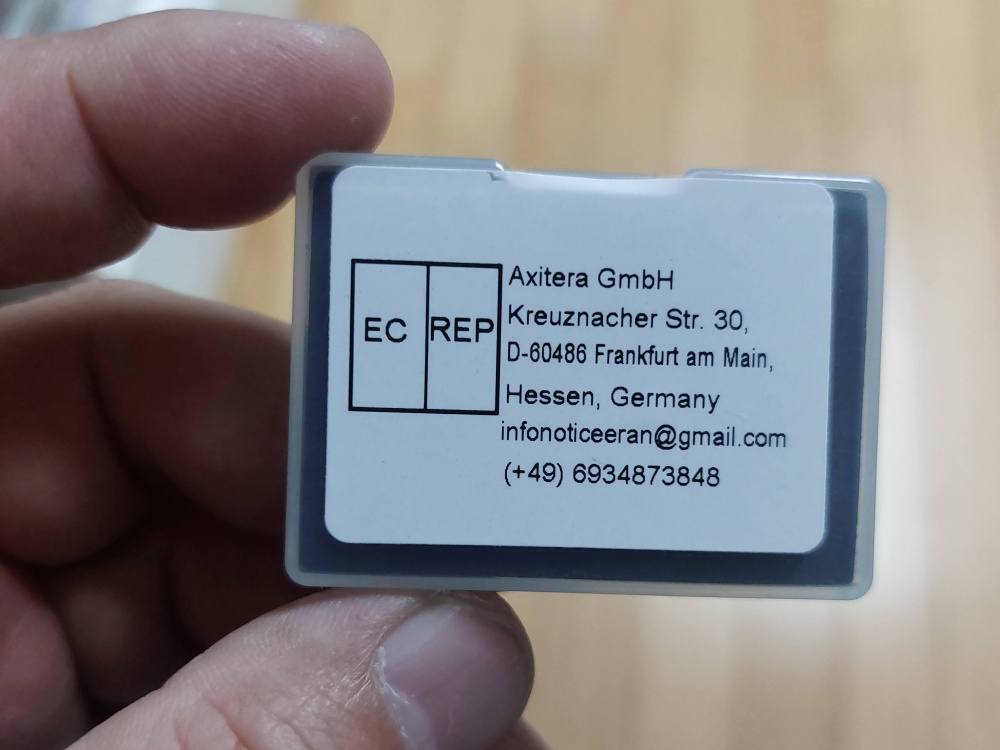 EC REP
Axitera GmbH
Kreuznacher Str. 30,
D-60486 Frankfurt am Main,
Hessen, Germany
infonoticeeran@gmail.com
(+49) 6934873848